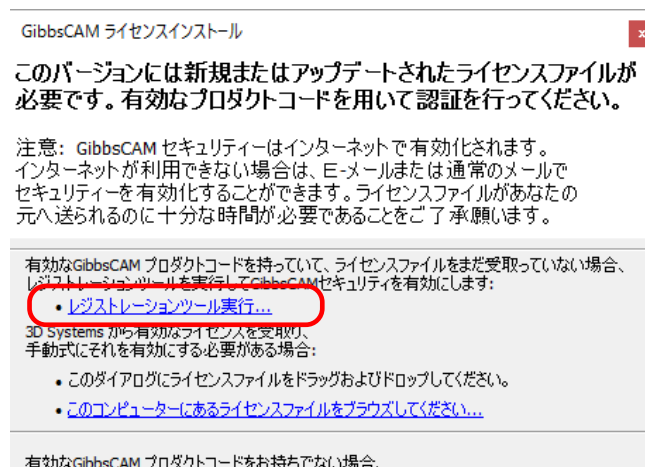 GibbsCAM ライセンスインストール
x
このバージョンには新規またはアップデートされたライセンスファイルが
必要です。有効なプロダクトコードを用いて認証を行ってください。
注意: GibbsCAM セキュリティーはインターネットで有効化されます。
インターネットが利用できない場合は、E-メールまたは通常のメールで
セキュリティーを有効化することができます。ライセンスファイルがあなたの
元へ送られるのに十分な時間が必要であることをご了承願います。
有効なGibbsCAM プロダクトコードを持っていて、ライセンスファイルをまだ受取っていない場合、
レジストレーションツールを実行してGibbsCAMセキュリティを有効にします:
• レジストレーションツール実行...
3D Systems から有効なライセンスを受取り、
手動式にそれを有効にする必要がある場合:
• このダイアログにライセンスファイルをドラッグおよびドロップしてください。
• このコンピューターにあるライセンスファイルをブラウズしてください...
有効なGibbsCAM プロダクトコードをお持ちでない場合、